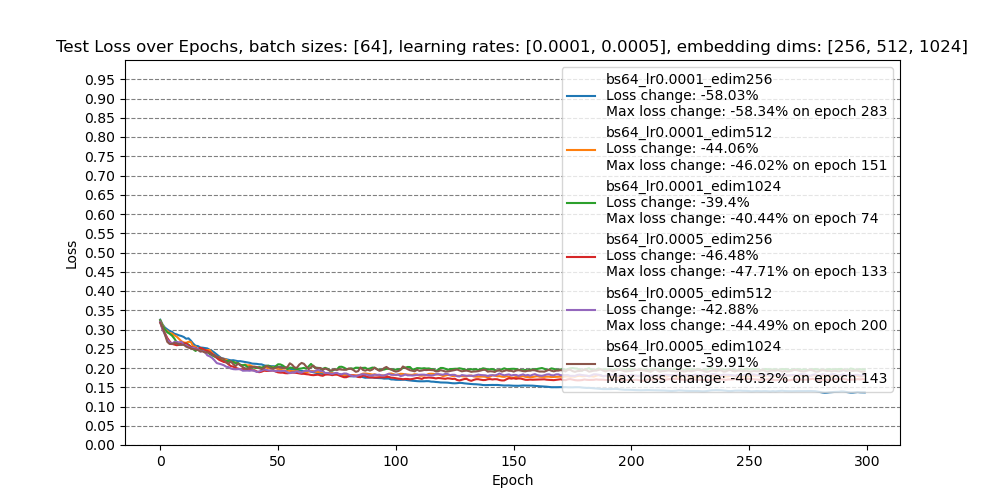 Test Loss over Epochs, batch sizes: [64], learning rates: [0.0001, 0.0005], embedding dims: [256, 512, 1024]
Loss
0.95
0.90
0.85
0.80
0.75
0.70
0.65
0.60
0.55
0.50
0.45
0.40
0.35
0.30
0.25
0.20
0.15
0.10
0.05
0.00
bs64_lr0.0001_edim256
Loss change: -58.03%
Max loss change: -58.34% on epoch 283
bs64_lr0.0001_edim512
Loss change: -44.06%
Max loss change: -46.02% on epoch 151
bs64_lr0.0001_edim1024
Loss change: -39.4%
Max loss change: -40.44% on epoch 74
bs64_lr0.0005_edim256
Loss change: -46.48%
Max loss change: -47.71% on epoch 133
bs64_lr0.0005_edim512
Loss change: -42.88%
Max loss change: -44.49% on epoch 200
bs64_lr0.0005_edim1024
Loss change: -39.91%
Max loss change: -40.32% on epoch 143
0 50 100 150 200 250 300
Epoch